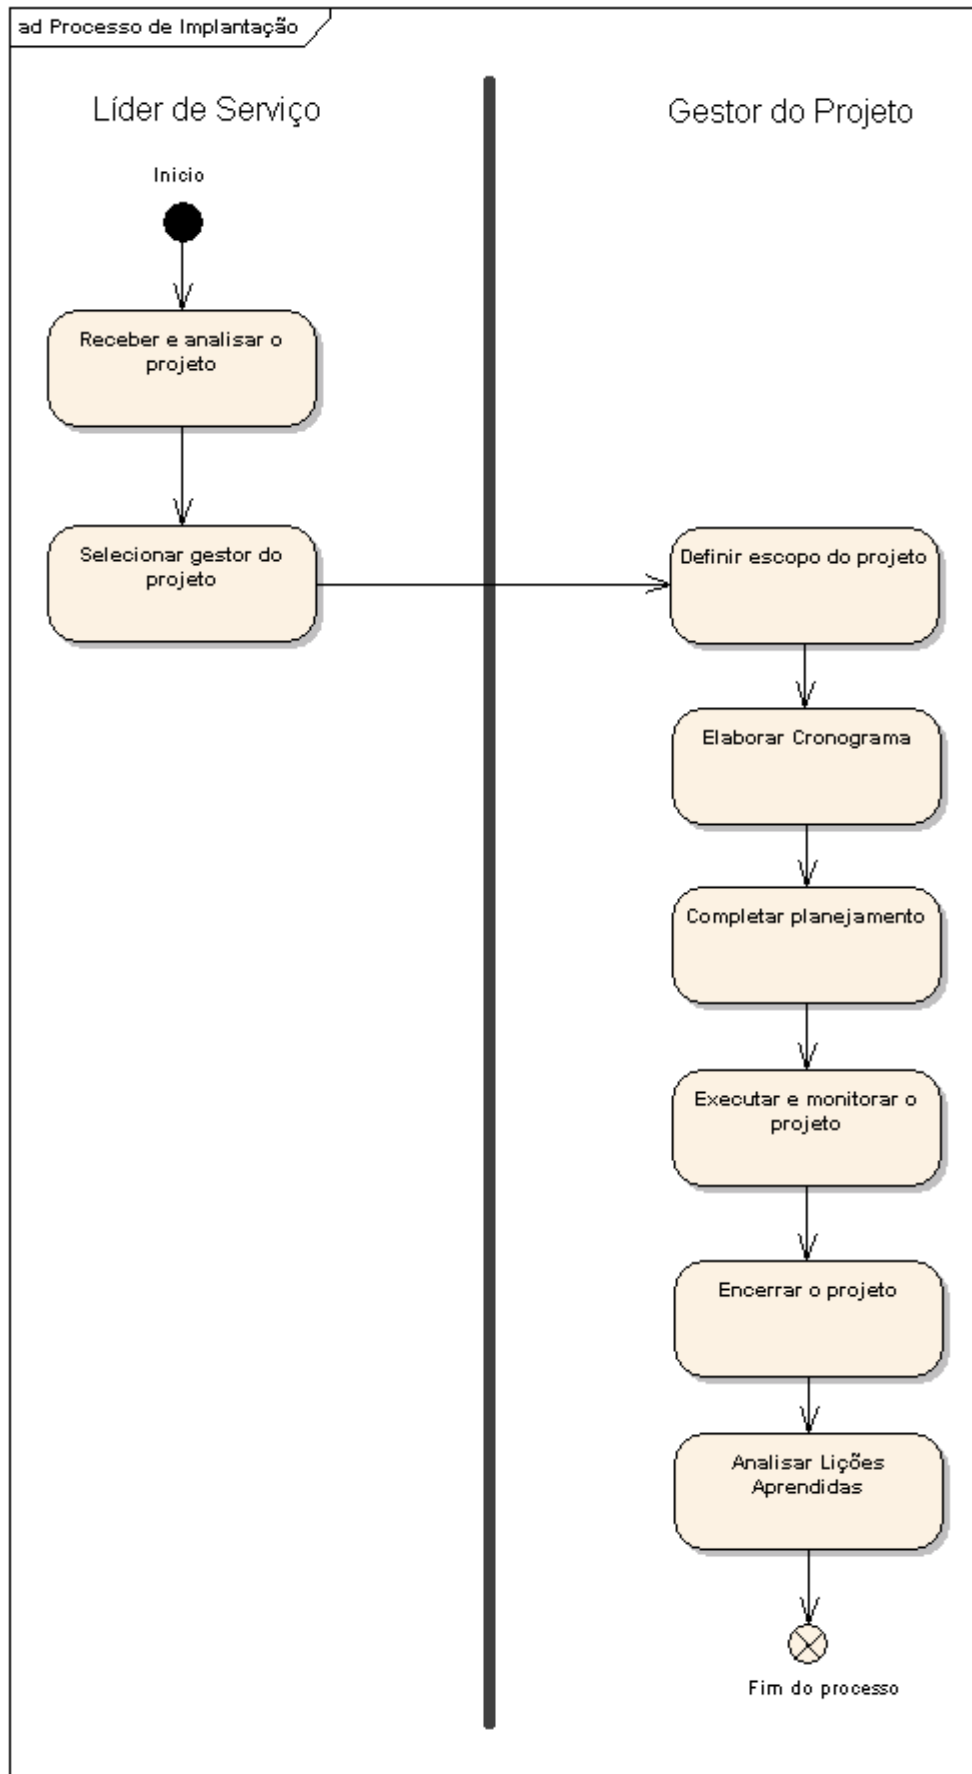 ad Processo de Implantação
Líder de Serviço
Gestor do Projeto
Inicio
Receber e analisar o
projeto
Selecionar gestor do
projeto
Definir escopo do projeto
Elaborar Cronograma
Completar planejamento
Executar e monitorar o
projeto
Encerrar o projeto
Analisar Lições
Aprendidas
Fim do processo